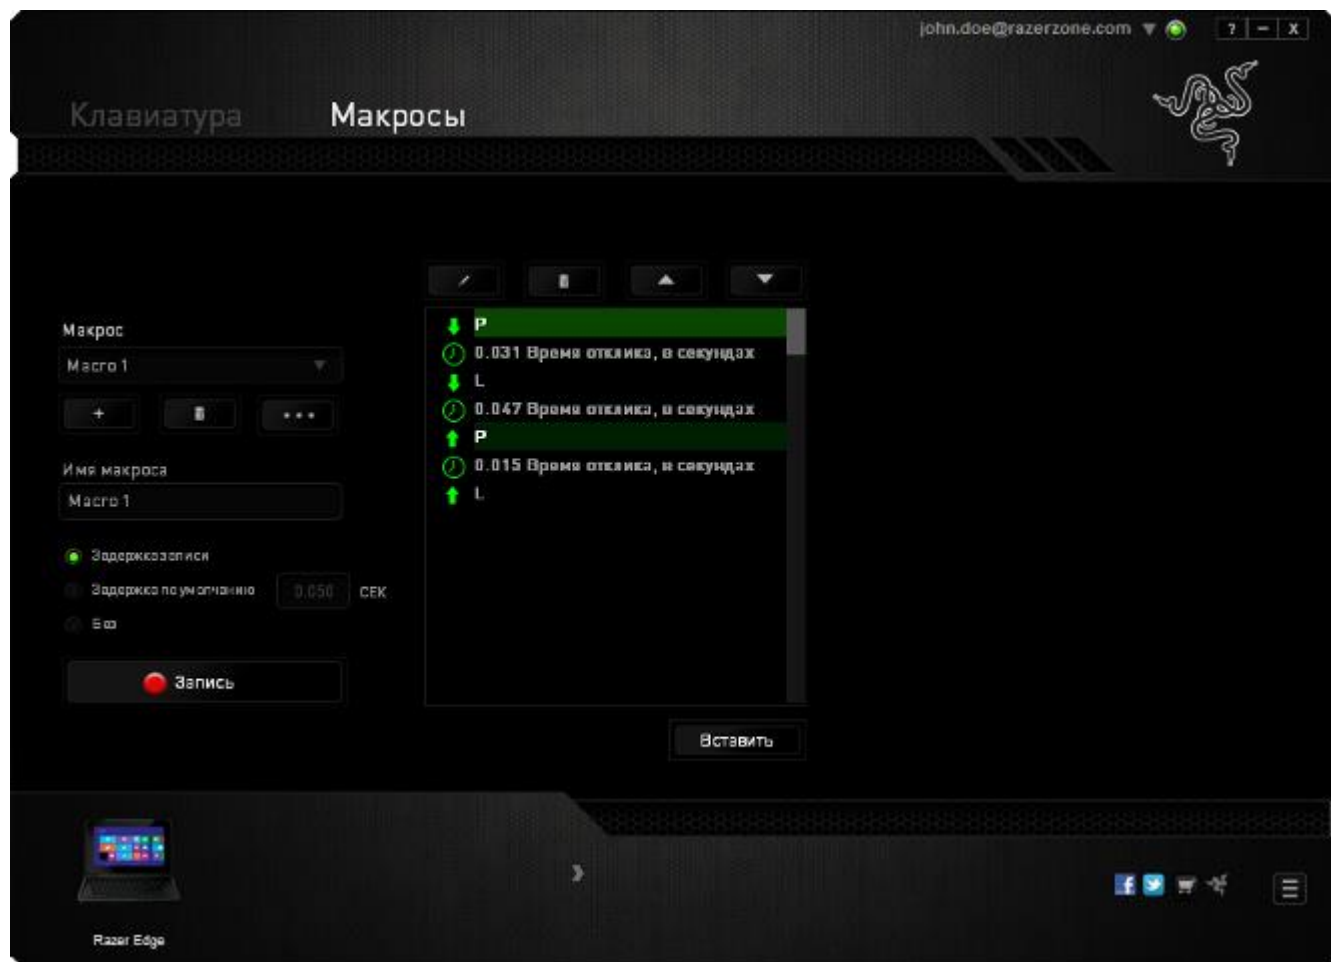 john.doe@razerzone.com
? – X
Клавиатура Макросы
Макрос
Macro 1
+ •••
Имя макроса
Macro 1
Задержка записи
Задержка по умолчанию 0.050 СЕК
Без
Запись
P
0.031 Время отклика, в секундах
L
0.047 Время отклика, в секундах
P
0.015 Время отклика, в секундах
L
Вставить
Razer Edge